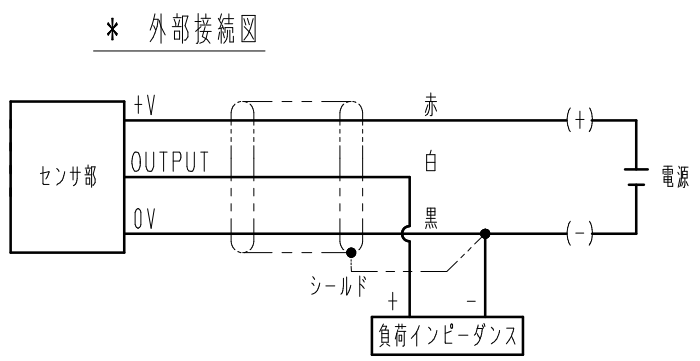 * 外部接続図
+V
赤
(+)
センサ部
OUTPUT
白
電源
0V
黒
(-)
シールド
+
-
負荷インピーダンス